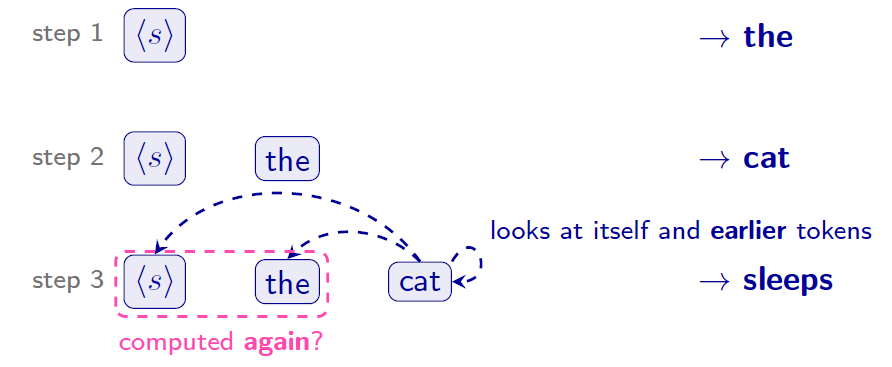 step 1 ⟨s⟩ → the
step 2 ⟨s⟩ the → cat
looks at itself and earlier tokens
step 3 ⟨s⟩ the cat → sleeps
computed again?